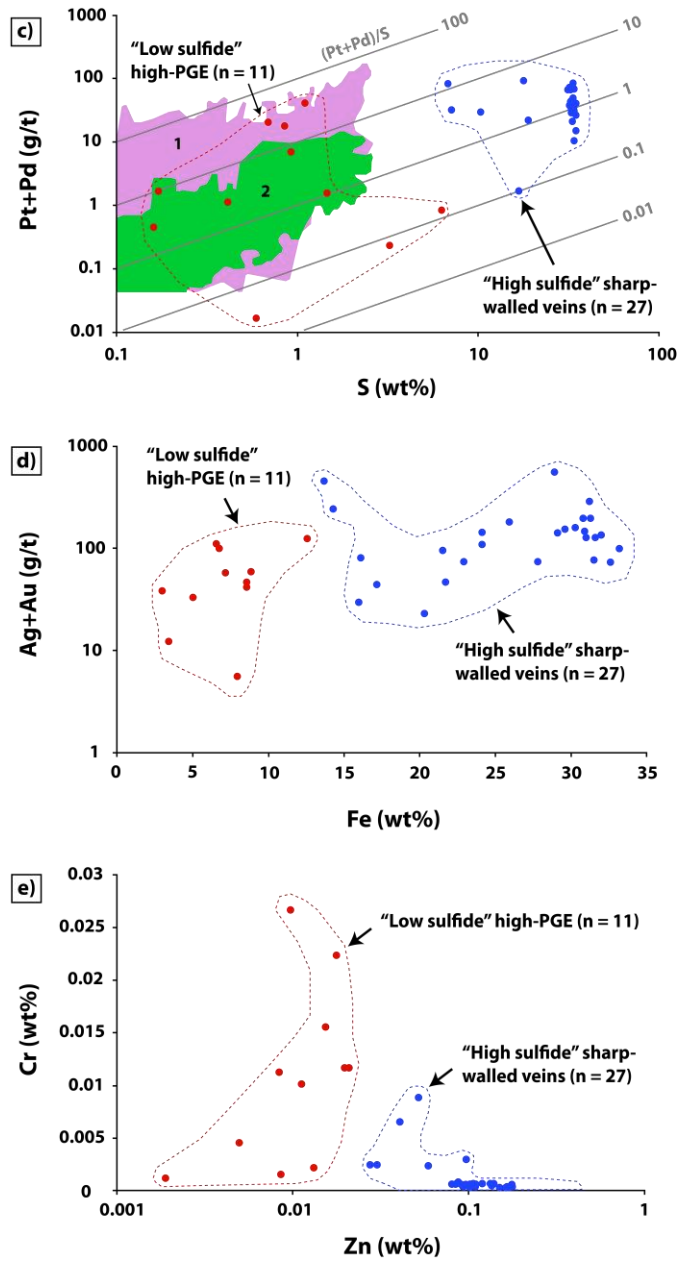 c)
1000
100
10
1
0.1
0.01
Pt+Pd (g/t)
“Low sulfide”
high-PGE (n = 11)
(Pt+Pd)/S
100
10
1
0.1
0.01
1
2
“High sulfide” sharp-
walled veins (n = 27)
0.1
1
10
100
S (wt%)
d)
1000
100
10
1
Ag+Au (g/t)
“Low sulfide”
high-PGE (n = 11)
“High sulfide” sharp-
walled veins (n = 27)
0
5
10
15
20
25
30
35
Fe (wt%)
e)
0.03
0.025
0.02
0.015
0.01
0.005
0
Cr (wt%)
“Low sulfide” high-PGE (n = 11)
“High sulfide” sharp-
walled veins (n = 27)
0.001
0.01
0.1
1
Zn (wt%)